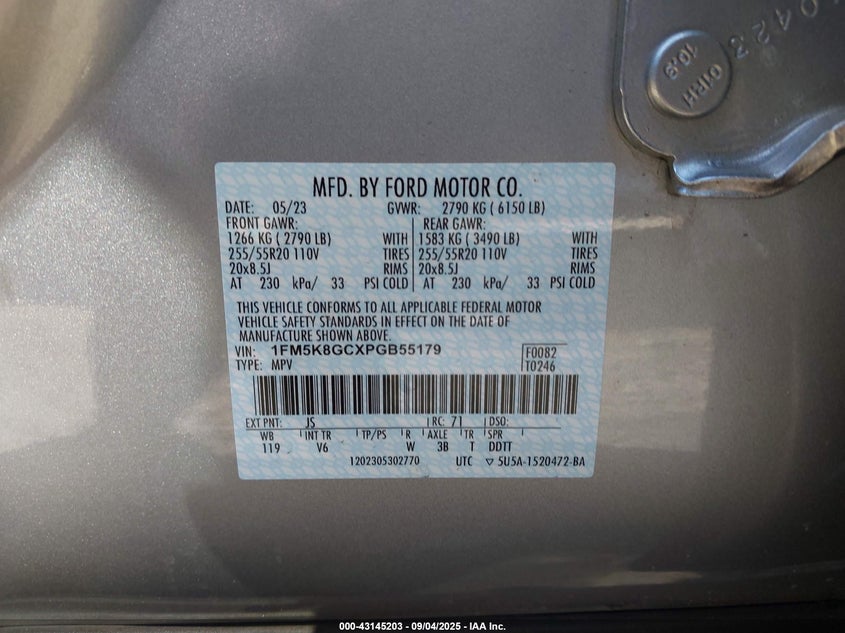 0423
01RH
10.9
MFD. BY FORD MOTOR CO.
DATE: 05/23 GVWR: 2790 KG ( 6150 LB)
FRONT GAWR: REAR GAWR:
1266 KG ( 2790 LB) WITH 1583 KG ( 3490 LB) WITH
255/55R20 110V TIRES 255/55R20 110V TIRES
20x8.5J RIMS 20x8.5J RIMS
AT 230 kPa/ 33 PSI COLD AT 230 kPa/ 33 PSI COLD
THIS VEHICLE CONFORMS TO ALL APPLICABLE FEDERAL MOTOR
VEHICLE SAFETY STANDARDS IN EFFECT ON THE DATE OF
MANUFACTURE SHOWN ABOVE.
VIN: 1FM5K8GCXPGB55179 F0082
TYPE: MPV T0246
EXT PNT: JS RC: 71 DSO:
WB INT TR TP/PS R AXLE TR SPR
119 V6 W 3B T DDTT
1202305302770 UTC ▽ 5U5A-1520472-BA
000-43145203 - 09/04/2025 - IAA Inc.